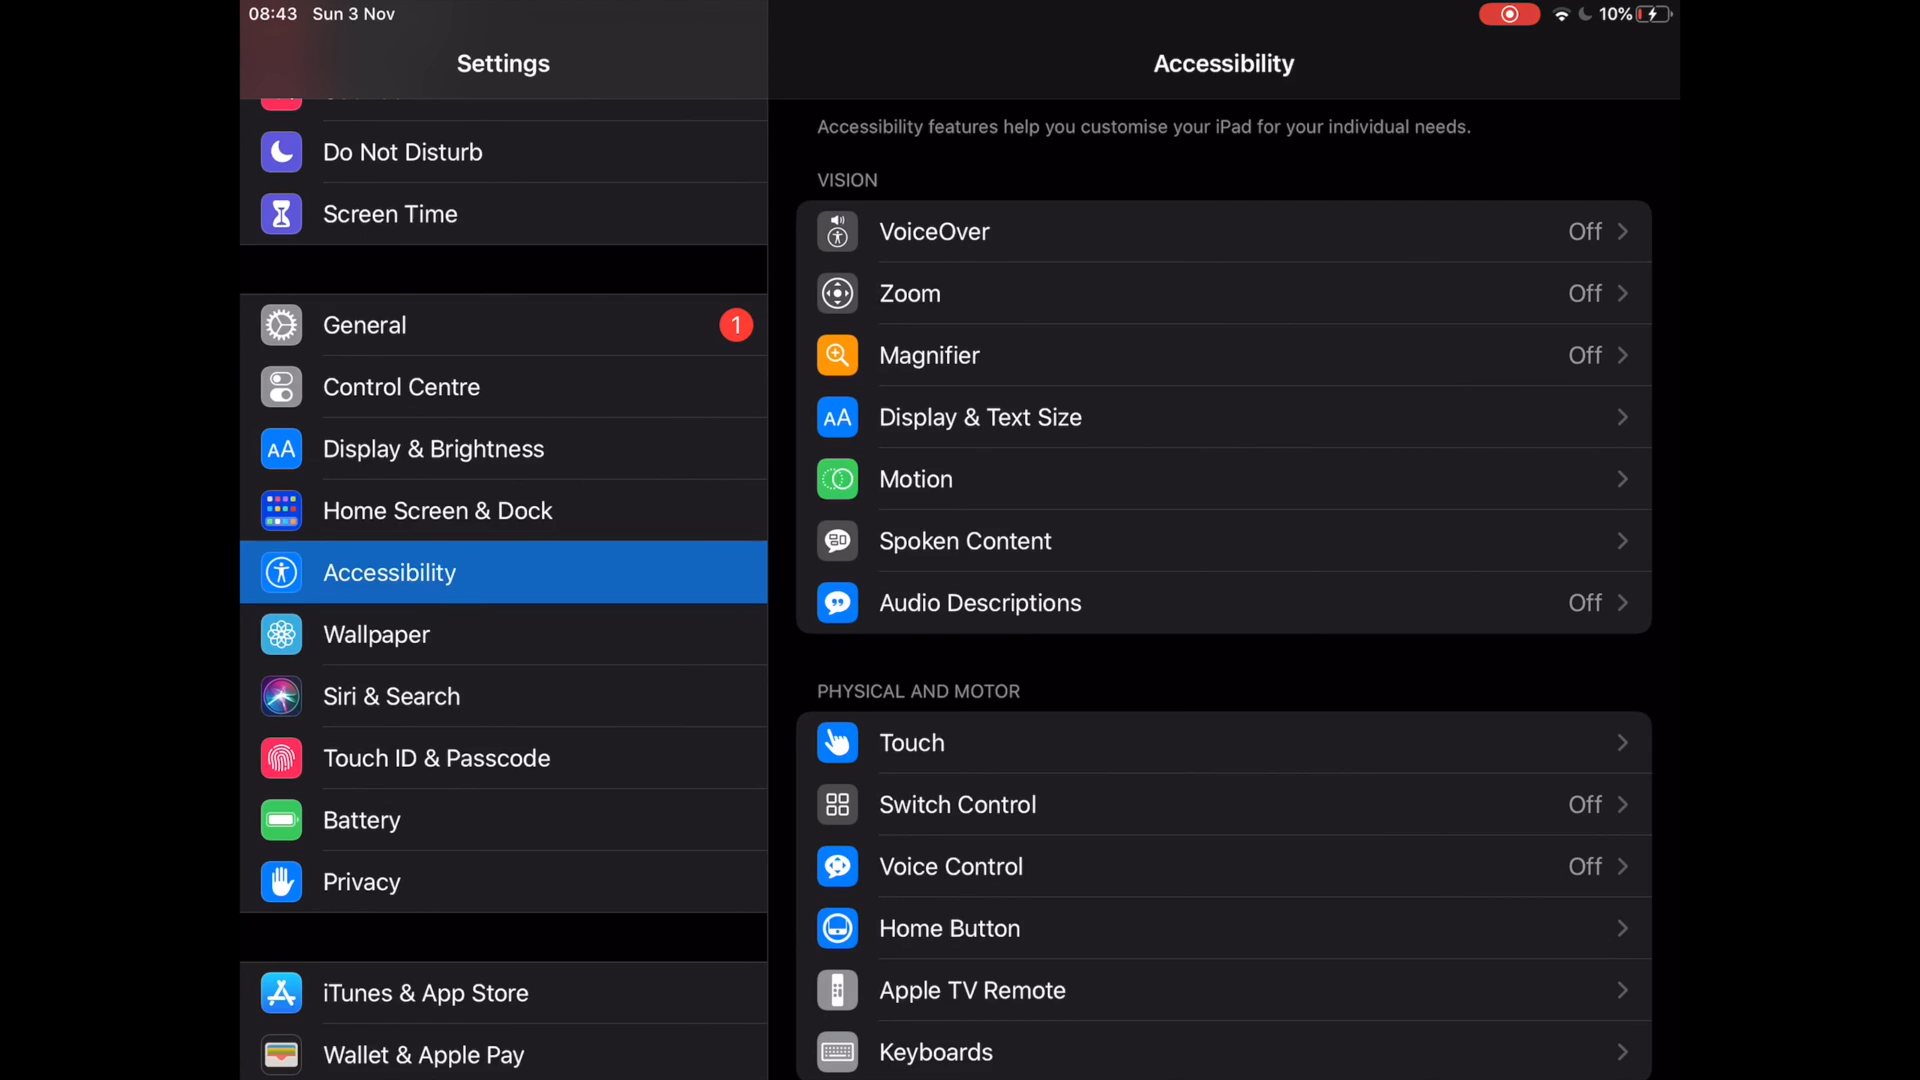 08:43 Sun 3 Nov
10%
Settings
Do Not Disturb
Screen Time
General 1
Control Centre
Display & Brightness
Home Screen & Dock
Accessibility
Wallpaper
Siri & Search
Touch ID & Passcode
Battery
Privacy
iTunes & App Store
Wallet & Apple Pay
Accessibility
Accessibility features help you customise your iPad for your individual needs.
VISION
VoiceOver Off
Zoom Off
Magnifier Off
Display & Text Size
Motion
Spoken Content
Audio Descriptions Off
PHYSICAL AND MOTOR
Touch
Switch Control Off
Voice Control Off
Home Button
Apple TV Remote
Keyboards